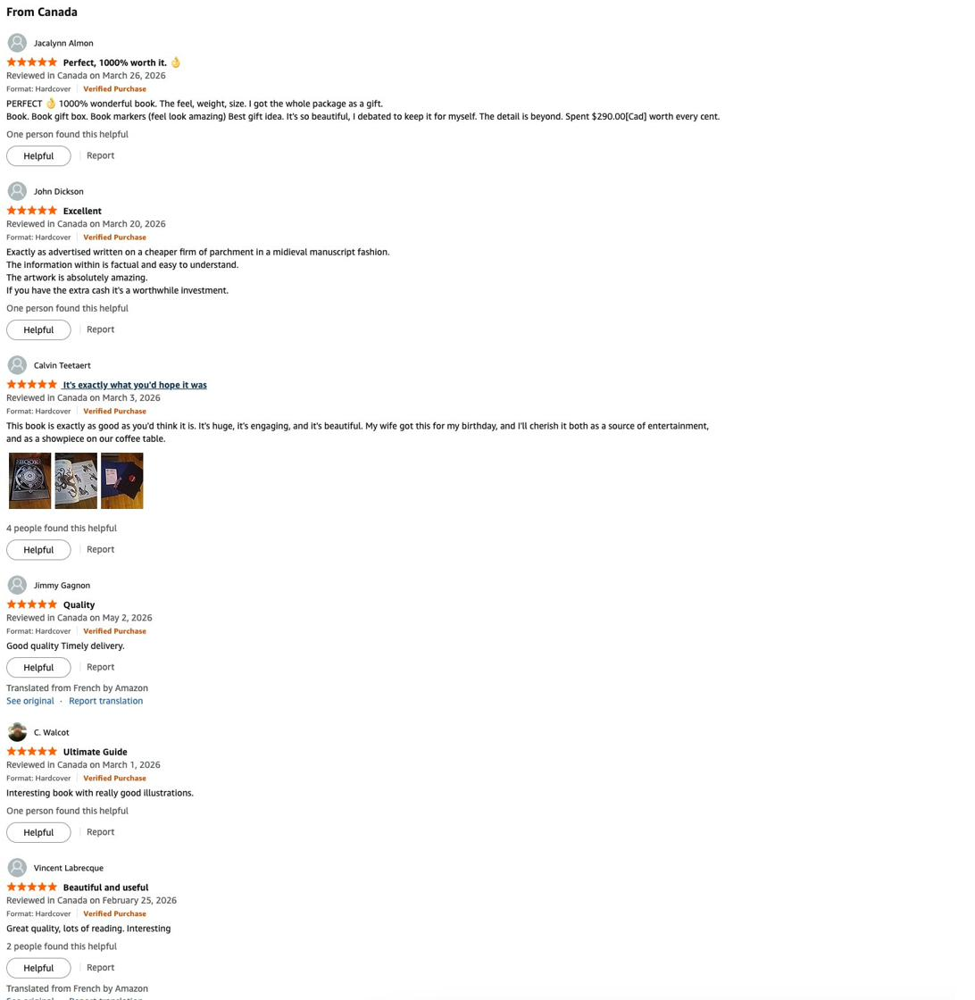 From Canada
Jacalynn Almon
Perfect, 1000% worth it. 👌
Reviewed in Canada on March 26, 2026
Format: Hardcover Verified Purchase
PERFECT 👌 1000% wonderful book. The feel, weight, size. I got the whole package as a gift.
Book. Book gift box. Book markers (feel look amazing) Best gift idea. It's so beautiful, I debated to keep it for myself. The detail is beyond. Spent $290.00[Cad] worth every cent.
One person found this helpful
Helpful Report
John Dickson
Excellent
Reviewed in Canada on March 20, 2026
Format: Hardcover Verified Purchase
Exactly as advertised written on a cheaper firm of parchment in a midieval manuscript fashion.
The information within is factual and easy to understand.
The artwork is absolutely amazing.
If you have the extra cash it's a worthwhile investment.
One person found this helpful
Helpful Report
Calvin Teetaert
It's exactly what you'd hope it was
Reviewed in Canada on March 3, 2026
Format: Hardcover Verified Purchase
This book is exactly as good as you'd think it is. It's huge, it's engaging, and it's beautiful. My wife got this for my birthday, and I'll cherish it both as a source of entertainment,
and as a showpiece on our coffee table.
BOOK
4 people found this helpful
Helpful Report
Jimmy Gagnon
Quality
Reviewed in Canada on May 2, 2026
Format: Hardcover Verified Purchase
Good quality Timely delivery.
Helpful Report
Translated from French by Amazon
See original · Report translation
C. Walcot
Ultimate Guide
Reviewed in Canada on March 1, 2026
Format: Hardcover Verified Purchase
Interesting book with really good illustrations.
One person found this helpful
Helpful Report
Vincent Labrecque
Beautiful and useful
Reviewed in Canada on February 25, 2026
Format: Hardcover Verified Purchase
Great quality, lots of reading. Interesting
2 people found this helpful
Helpful Report
Translated from French by Amazon